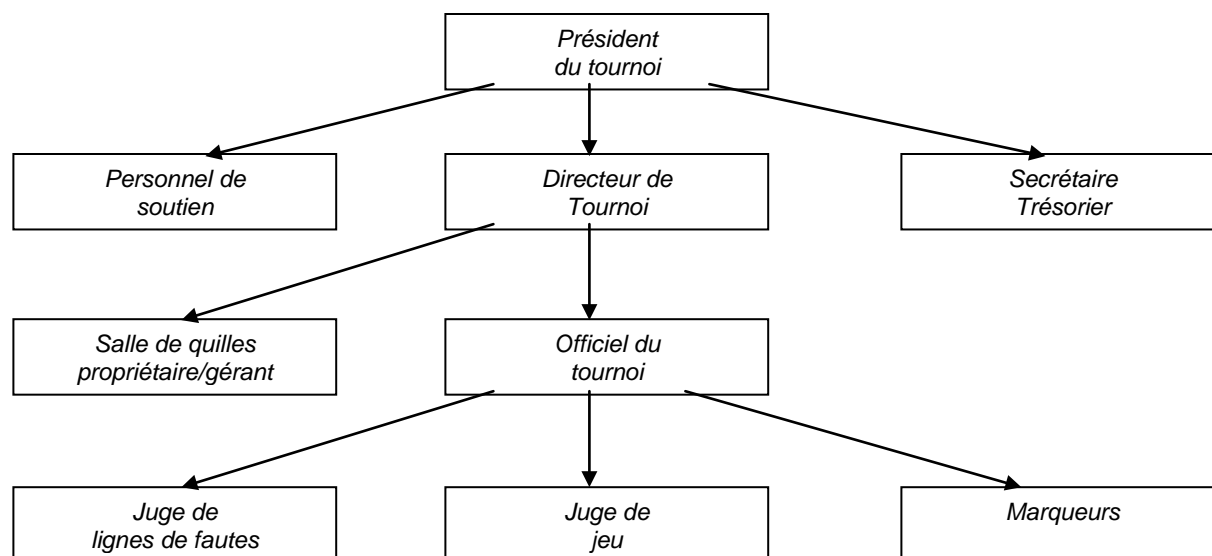 Président
du tournoi
Personnel de
soutien
Directeur de
Tournoi
Secrétaire
Trésorier
Salle de quilles
propriétaire/gérant
Officiel du
tournoi
Juge de
lignes de fautes
Juge de
jeu
Marqueurs